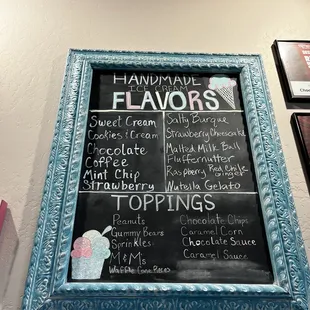 HANDMADE
ICE CREAM
FLAVORS
Sweet Cream
Cookies & Cream
Chocolate
Coffee
Mint Chip
Strawberry
Salty Burque
Strawberry Cheesecake
Malted Milk Ball
Fluffernutter
Raspberry Red Chile
Nutella Gelato
TOPPINGS
Peanuts
Gummy Bears
Sprinkles
M & M's
Waffle Cone Pieces
Chocolate Chips
Caramel Corn
Chocolate Sauce
Caramel Sauce